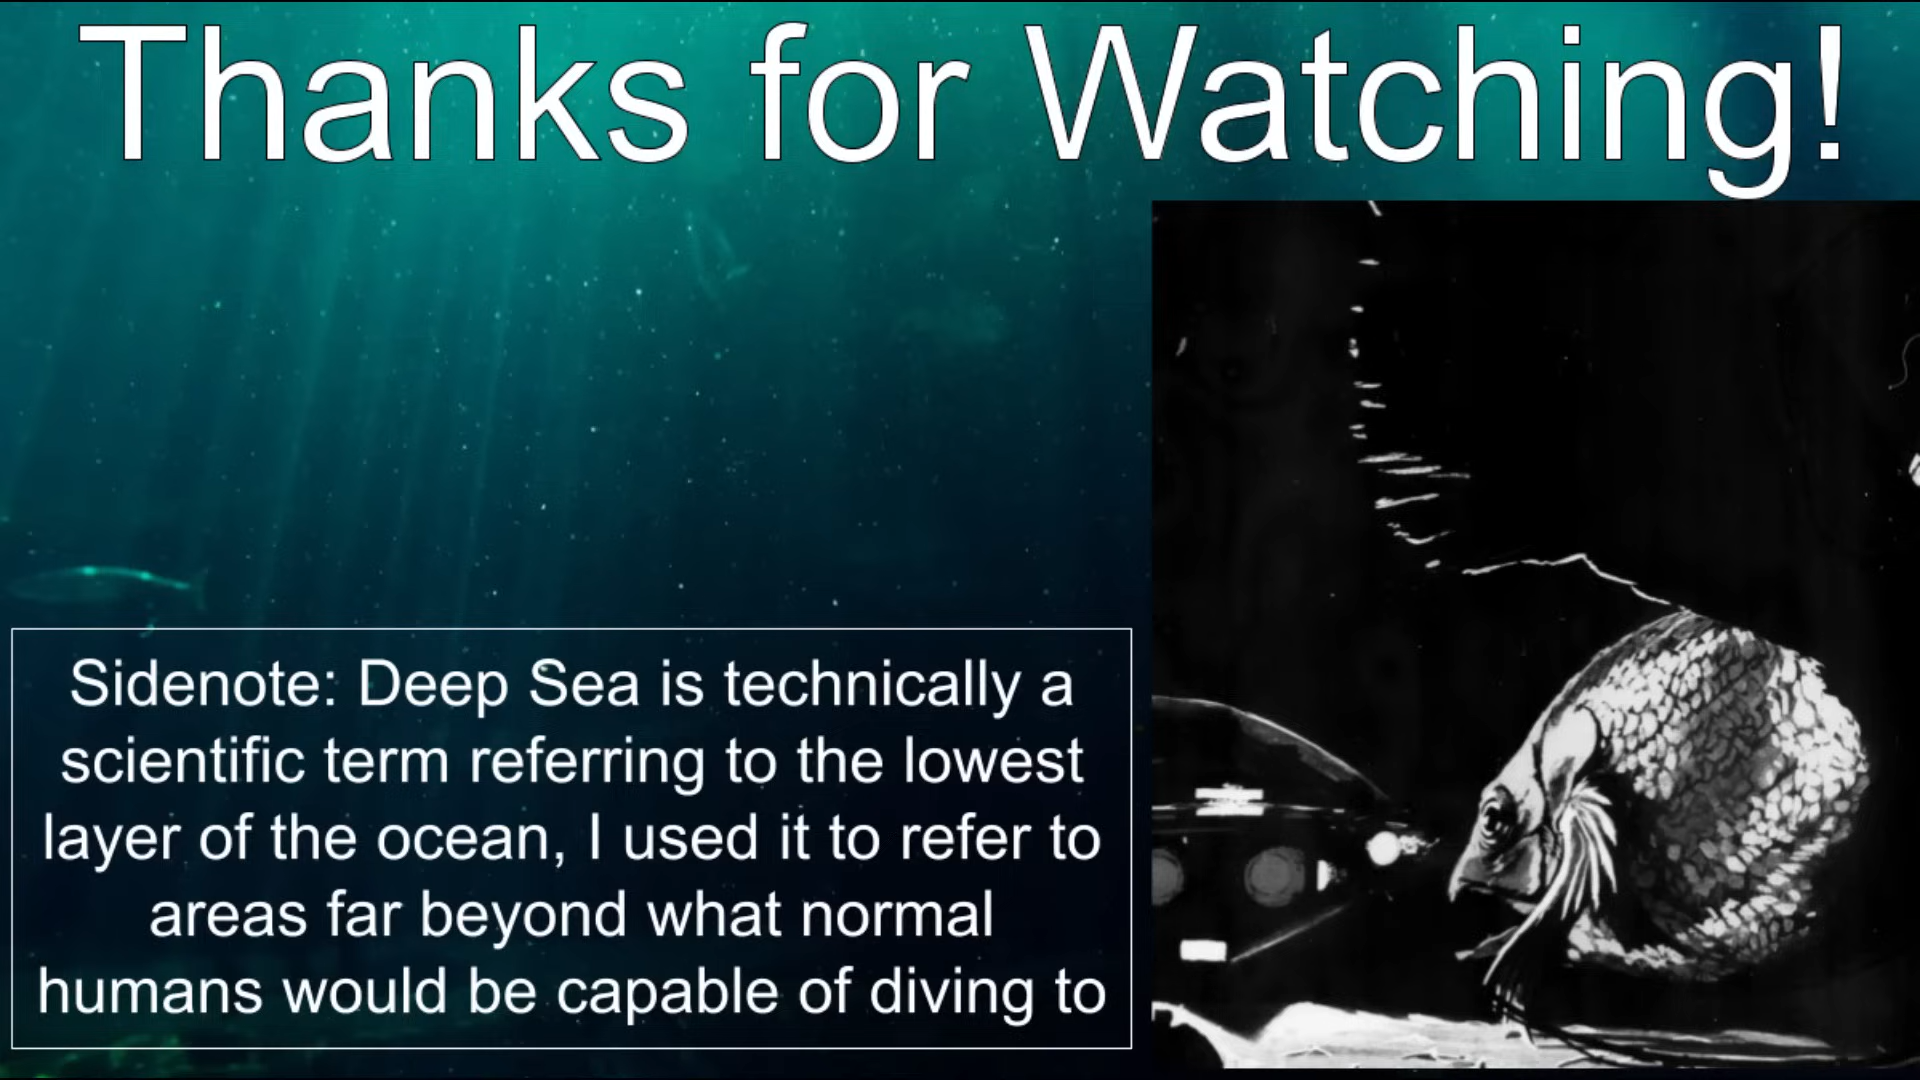 Thanks for Watching!
Sidenote: Deep Sea is technically a
scientific term referring to the lowest
layer of the ocean, I used it to refer to
areas far beyond what normal
humans would be capable of diving to